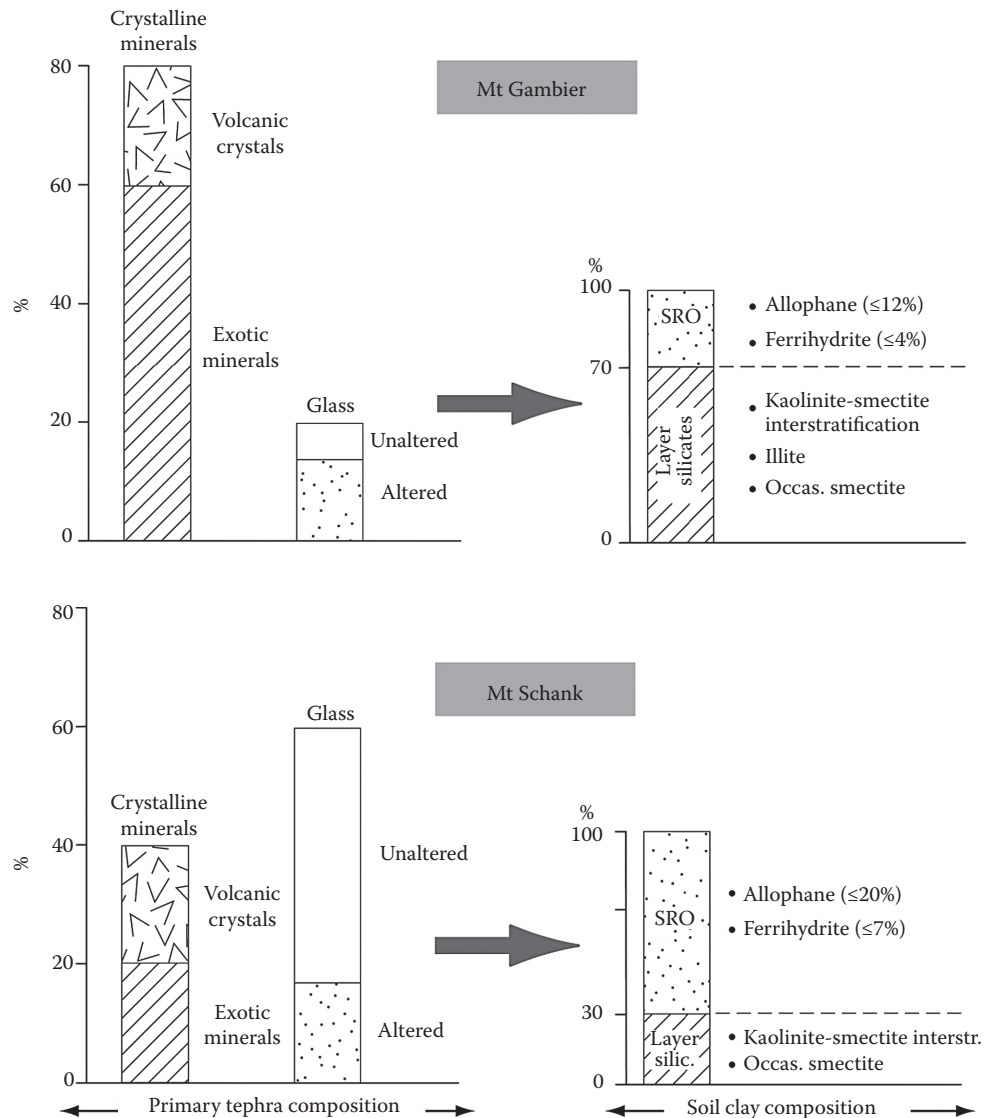 Crystalline
minerals
80
Mt Gambier
Volcanic
crystals
60
%
40
Exotic
minerals
20
Glass
Unaltered
Altered
0
%
100
SRO
• Allophane (≤12%)
• Ferrihydrite (≤4%)
70
Layer
silicates
• Kaolinite-smectite
interstratification
• Illite
• Occas. smectite
0
80
Mt Schank
60
Glass
Crystalline
minerals
%
40
Volcanic
crystals
Unaltered
20
Exotic
minerals
Altered
0
%
100
SRO
• Allophane (≤20%)
• Ferrihydrite (≤7%)
30
Layer
silic.
• Kaolinite-smectite interstr.
• Occas. smectite
0
Primary tephra composition
Soil clay composition